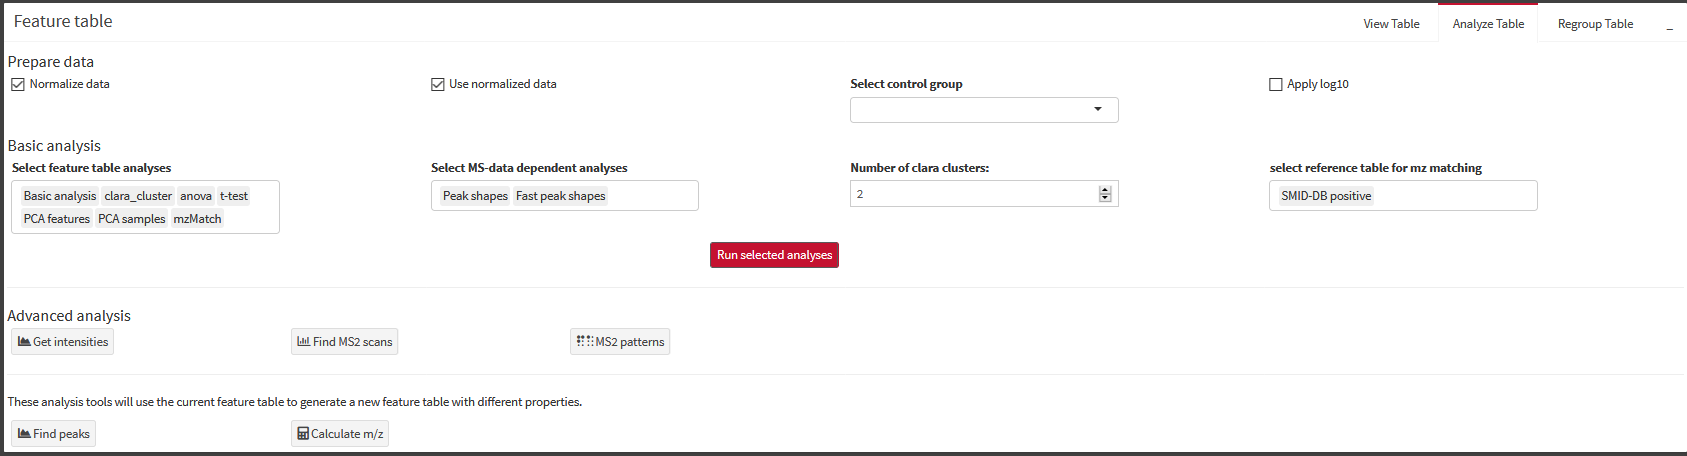 Feature table
View Table
Analyze Table
Regroup Table
_
Prepare data
Normalize data
Use normalized data
Select control group
Apply log10
Basic analysis
Select feature table analyses
Select MS-data dependent analyses
Number of clara clusters:
select reference table for mz matching
Basic analysis clara_cluster anova t-test
PCA features PCA samples mzMatch
Peak shapes Fast peak shapes
2
SMID-DB positive
Run selected analyses
Advanced analysis
Get intensities
Find MS2 scans
MS2 patterns
These analysis tools will use the current feature table to generate a new feature table with different properties.
Find peaks
Calculate m/z